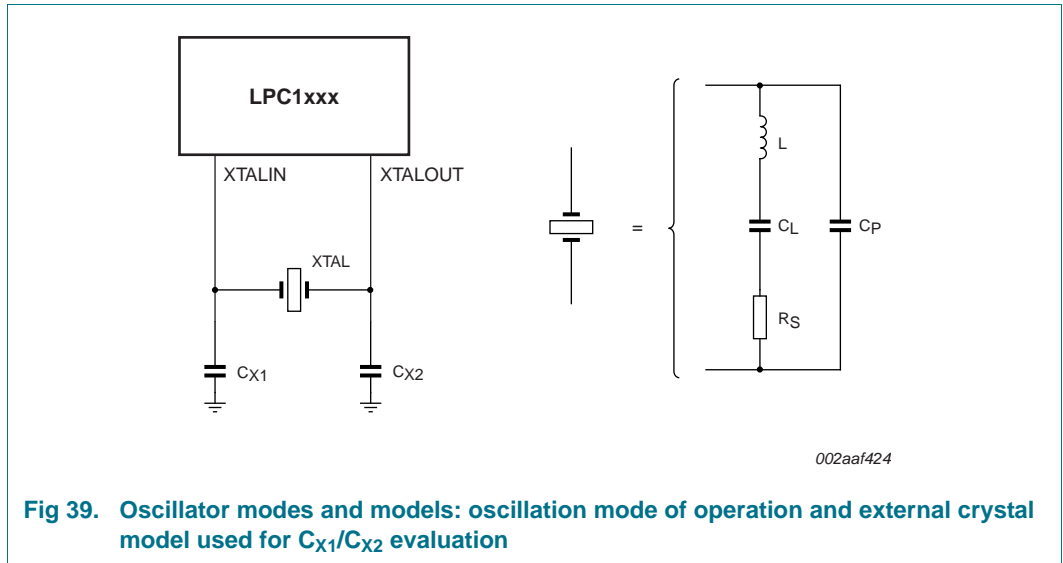 LPC1xxx
XTALIN
XTALOUT
XTAL
CX1
CX2
=
L
CL
CP
RS
002aaf424
Fig 39. Oscillator modes and models: oscillation mode of operation and external crystal
model used for CX1/CX2 evaluation